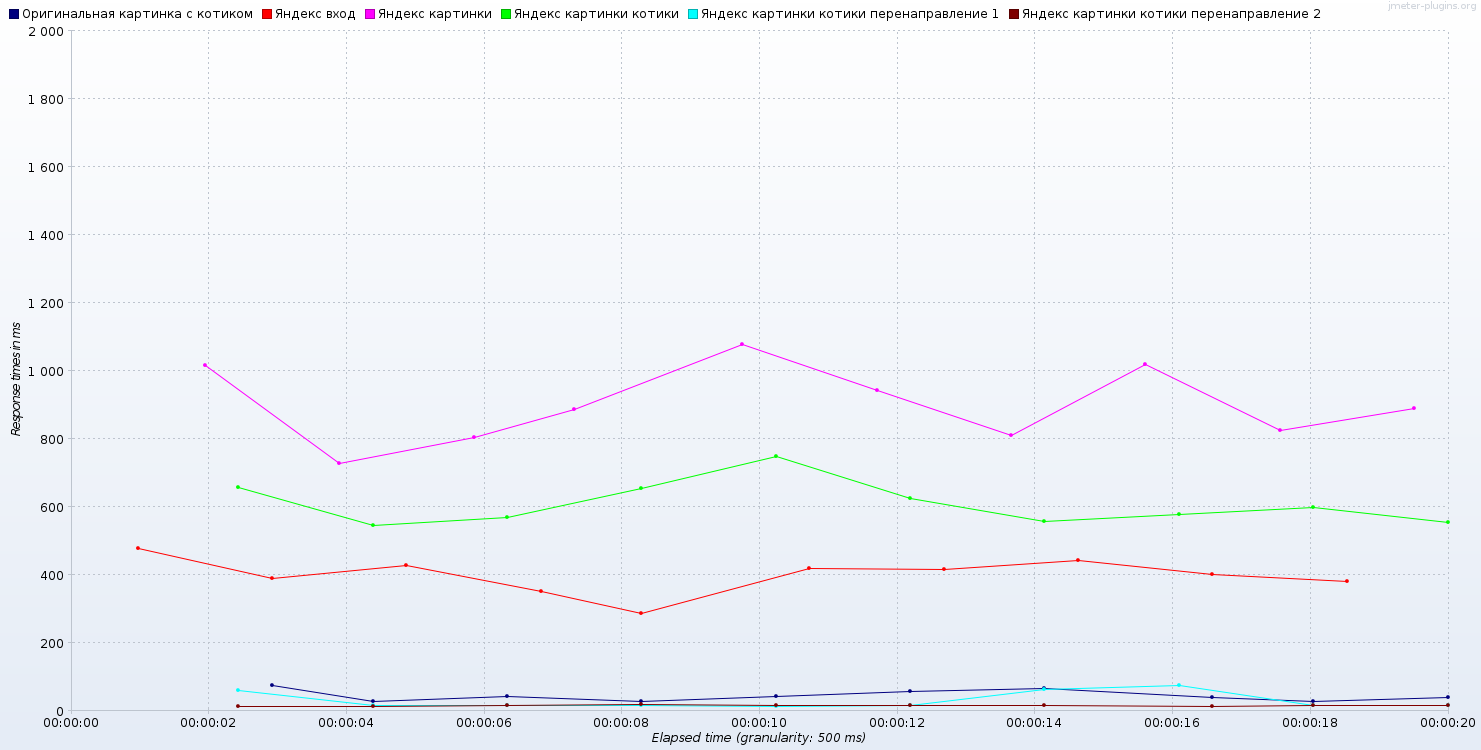 Оригинальная картинка с котиком Яндекс вход Яндекс картинки Яндекс картинки котики Яндекс картинки котики перенаправление 1 Яндекс картинки котики перенаправление 2
jmeter-plugins.org
2 000
1 800
1 600
1 400
1 200
1 000
800
600
400
200
0
Response times in ms
00:00:00 00:00:02 00:00:04 00:00:06 00:00:08 00:00:10 00:00:12 00:00:14 00:00:16 00:00:18 00:00:20
Elapsed time (granularity: 500 ms)